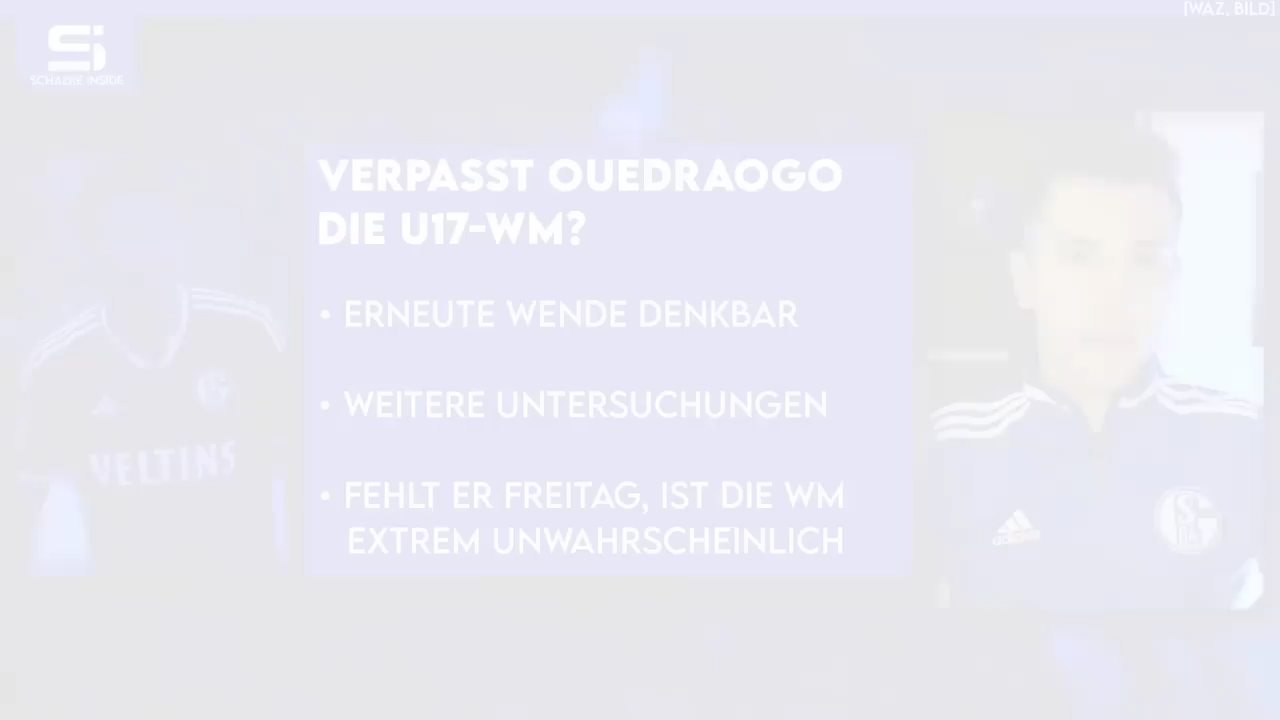 [WAZ, BILD]
SCHALKE INSIDE
VERPASST OUEDRAOGO
DIE U17-WM?
• ERNEUTE WENDE DENKBAR
• WEITERE UNTERSUCHUNGEN
• FEHLT ER FREITAG, IST DIE WM
EXTREM UNWAHRSCHEINLICH
VELTINS
adidas